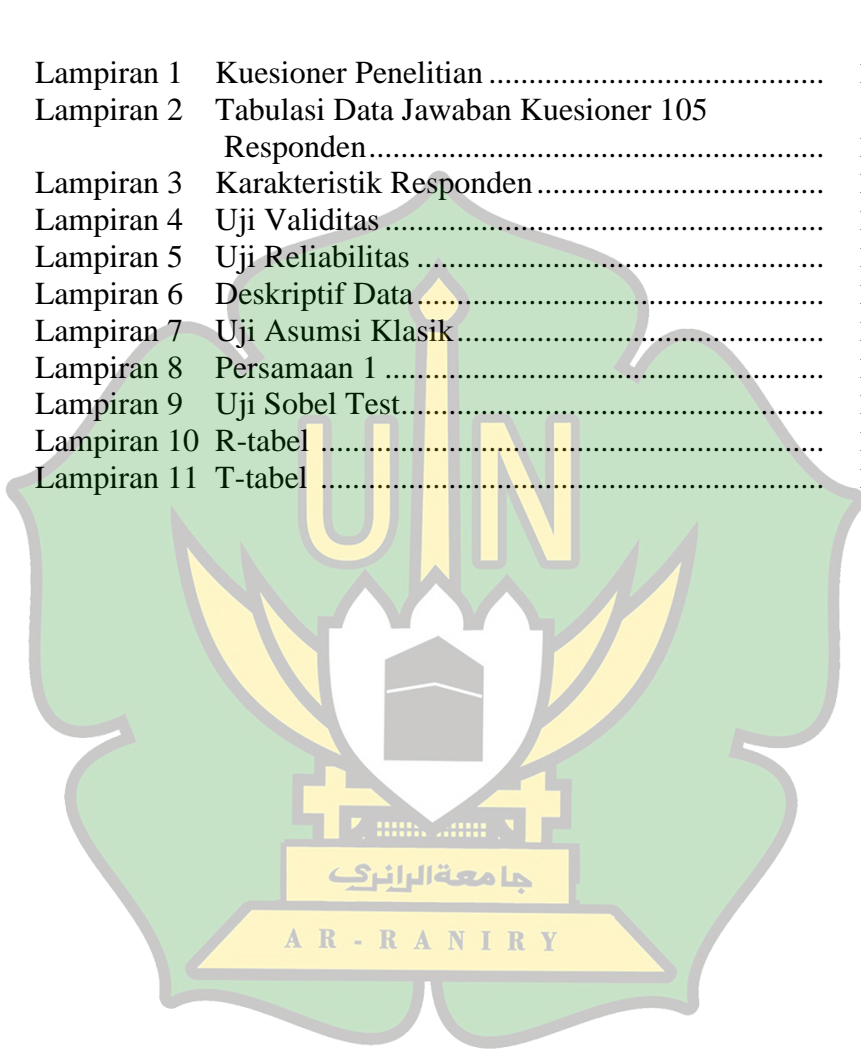 Lampiran 1 Kuesioner Penelitian ..........................................
Lampiran 2 Tabulasi Data Jawaban Kuesioner 105
Responden.........................................................
Lampiran 3 Karakteristik Responden ....................................
Lampiran 4 Uji Validitas .......................................................
Lampiran 5 Uji Reliabilitas ...................................................
Lampiran 6 Deskriptif Data ...................................................
Lampiran 7 Uji Asumsi Klasik..............................................
Lampiran 8 Persamaan 1 .......................................................
Lampiran 9 Uji Sobel Test.....................................................
Lampiran 10 R-tabel ...............................................................
Lampiran 11 T-tabel ...............................................................
UIN
جامعة الرانري
AR-RANIRY